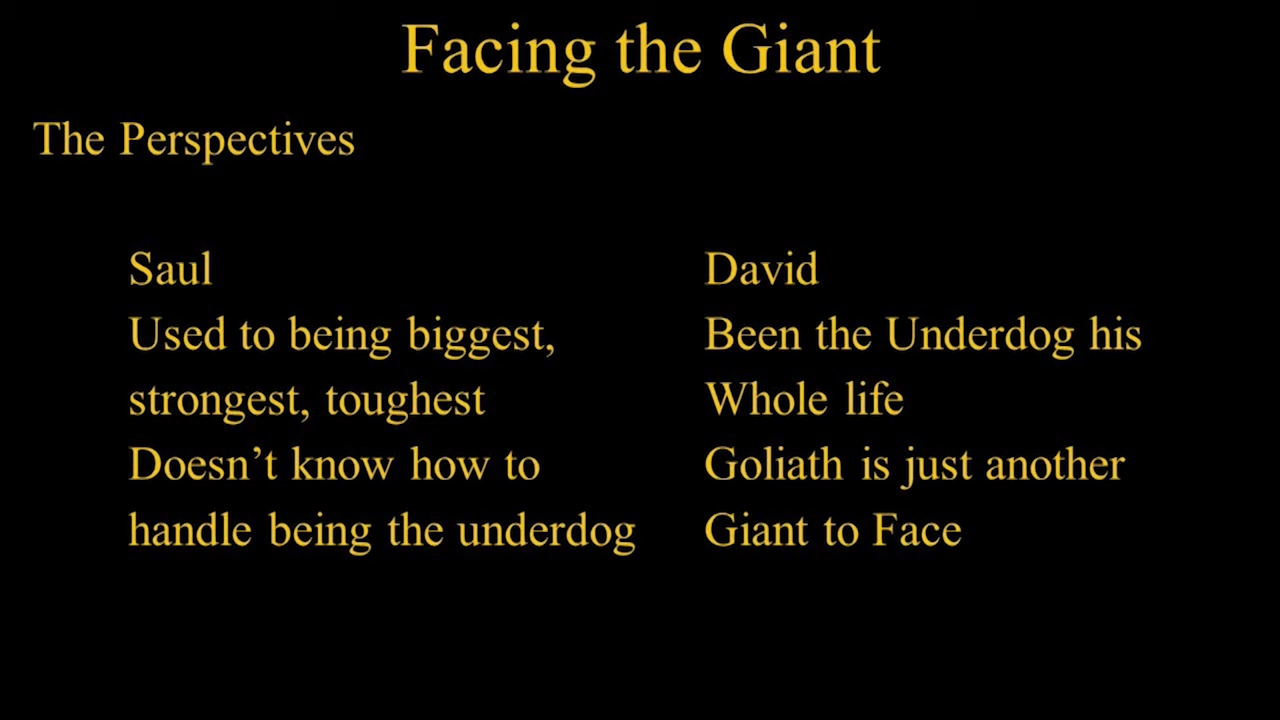 Facing the Giant
The Perspectives
Saul
Used to being biggest,
strongest, toughest
Doesn’t know how to
handle being the underdog
David
Been the Underdog his
Whole life
Goliath is just another
Giant to Face